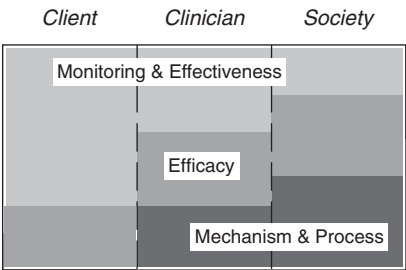 Client Clinician Society
Monitoring & Effectiveness
Efficacy
Mechanism & Process